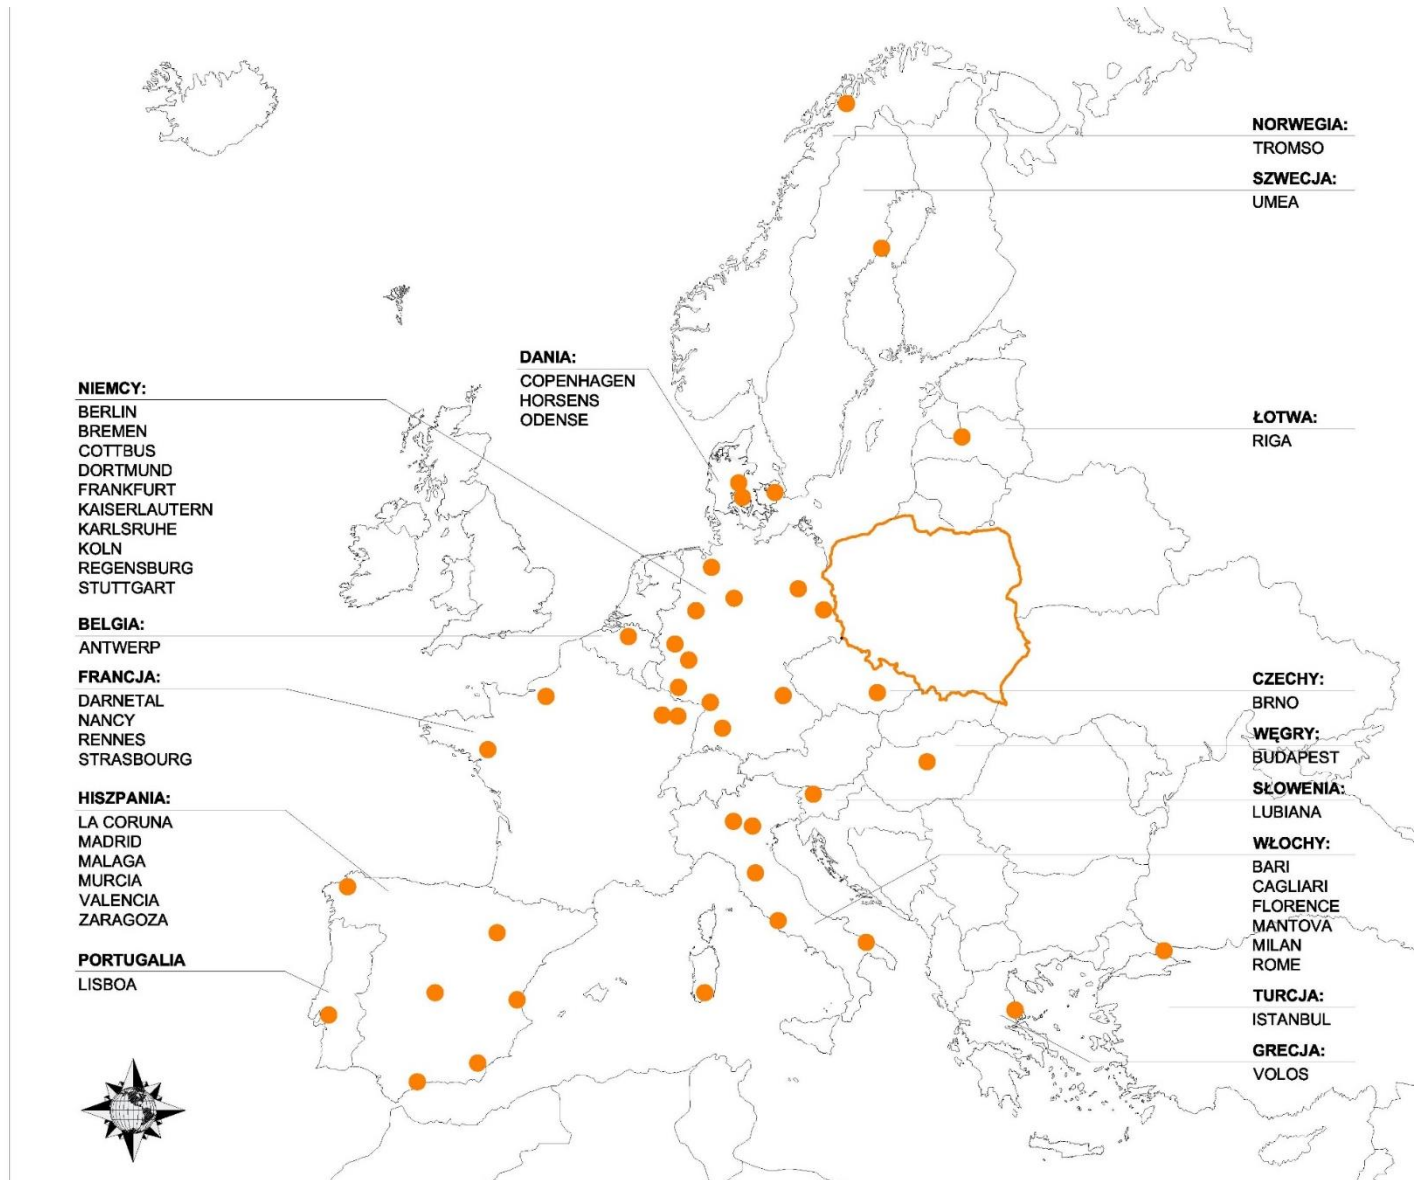 NORWEGIA:
TROMSO
SZWECJA:
UMEA
DANIA:
COPENHAGEN
HORSENS
ODENSE
NIEMCY:
BERLIN
BREMEN
COTTBUS
DORTMUND
FRANKFURT
KAISERLAUTERN
KARLSRUHE
KOLN
REGENSBURG
STUTTGART
BELGIA:
ANTWERP
FRANCJA:
DARNETAL
NANCY
RENNES
STRASBOURG
HISZPANIA:
LA CORUNA
MADRID
MALAGA
MURCIA
VALENCIA
ZARAGOZA
PORTUGALIA
LISBOA
ŁOTWA:
RIGA
CZECHY:
BRNO
WĘGRY:
BUDAPEST
SŁOWENIA:
LUBIANA
WŁOCHY:
BARI
CAGLIARI
FLORENCE
MANTOVA
MILAN
ROME
TURCJA:
ISTANBUL
GRECJA:
VOLOS